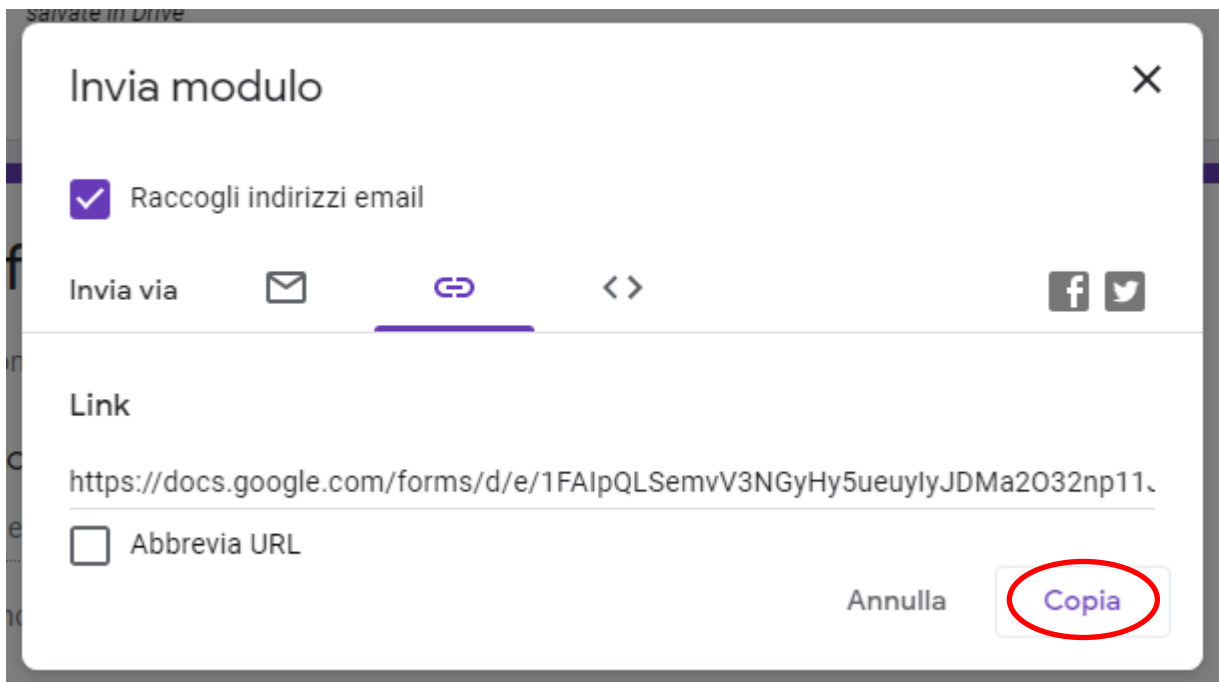 Salvate in Drive
Invia modulo
Raccogli indirizzi email
Invia via
Link
https://docs.google.com/forms/d/e/1FAIpQLSemvV3NGyHy5ueuyIyJDMa2O32np11
Abbrevia URL
Annulla
Copia